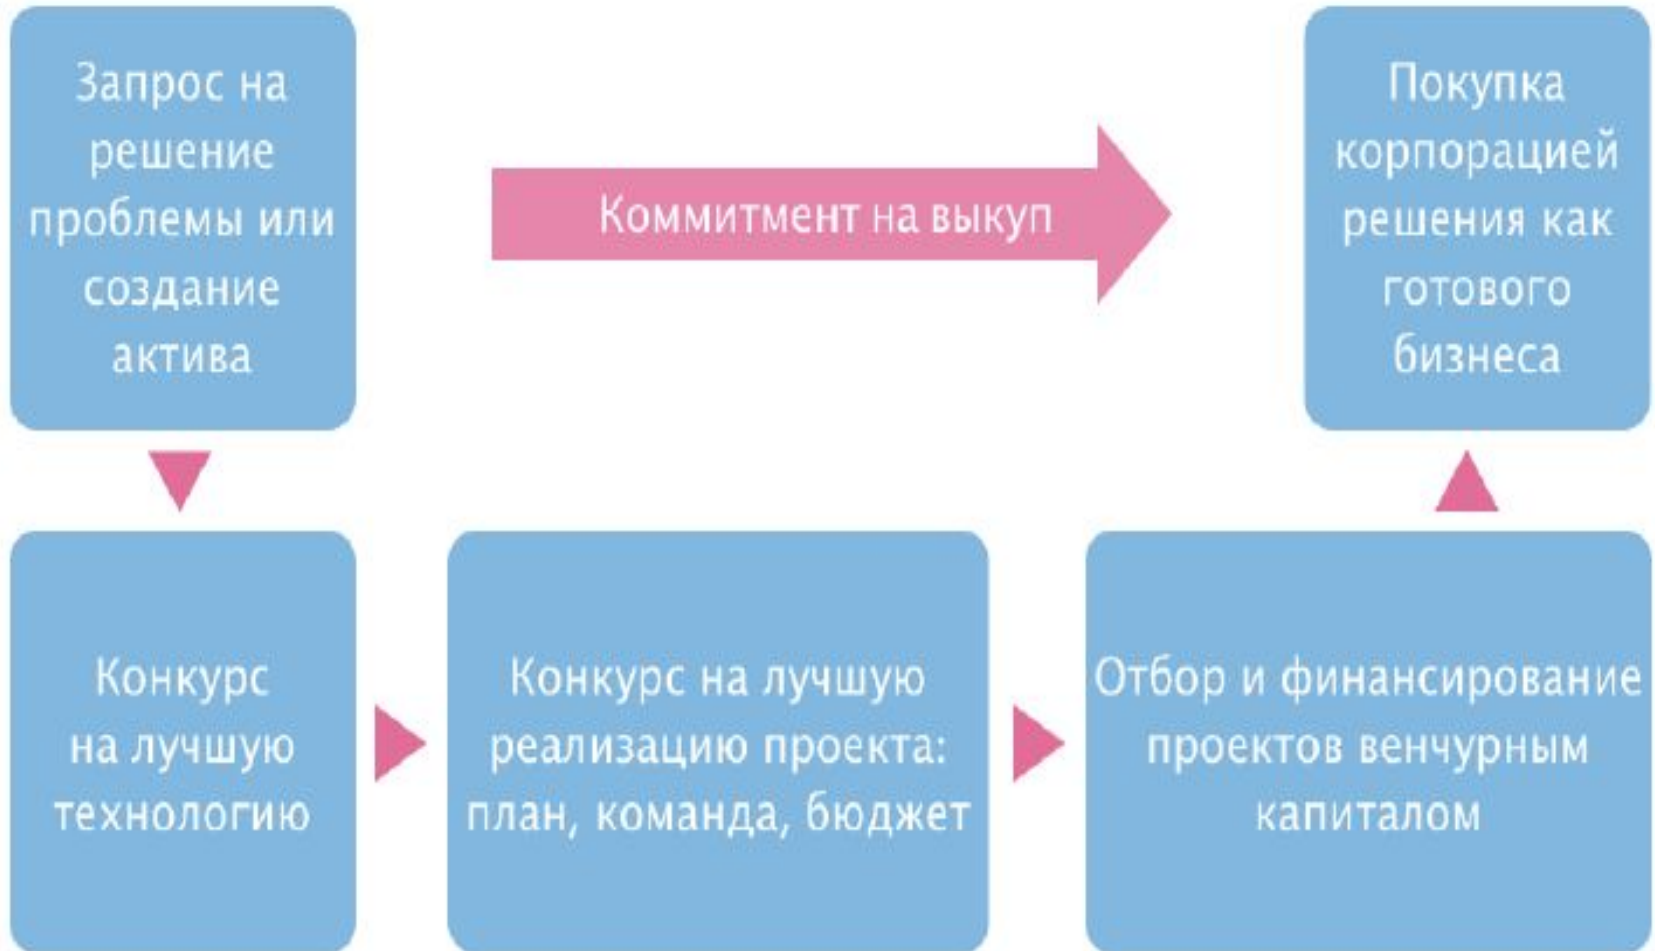 Запрос на
решение
проблемы или
создание
актива
Коммитмент на выкуп
Покупка
корпорацией
решения как
готового
бизнеса
Конкурс
на лучшую
технологию
Конкурс на лучшую
реализацию проекта:
план, команда, бюджет
Отбор и финансирование
проектов венчурным
капиталом